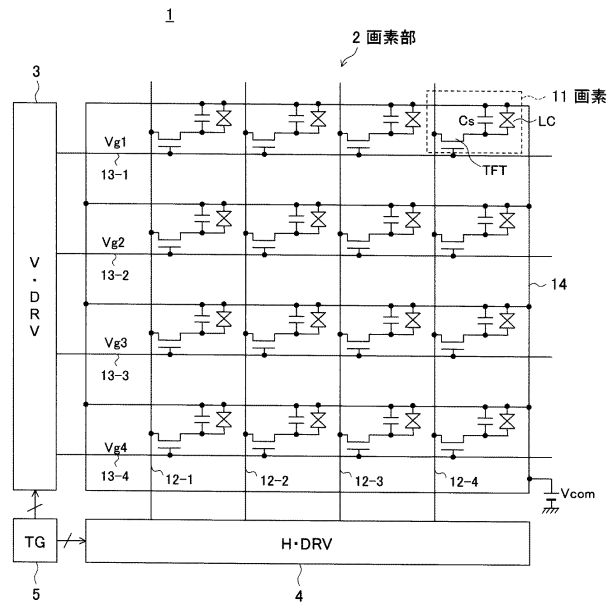 1
2 画素部
3
11 画素
Cs
LC
TFT
Vg1
13-1
Vg2
13-2
V・DRV
14
Vg3
13-3
Vg4
13-4
12-1
12-2
12-3
12-4
Vcom
TG
H・DRV
5
4